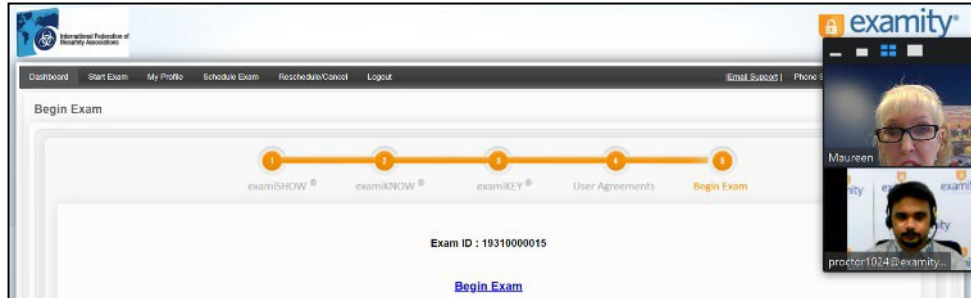 International Federation of
Biosafety Associations
examity®
Dashboard Start Exam My Profile Schedule Exam Reschedule/Cancel Logout Email Support | Phone S
Begin Exam
1 2 3 4 5
examiSHOW ® examiKNOW ® examiKEY ® User Agreements Begin Exam
Maureen
Exam ID : 19310000015
proctor1024@examity...
Begin Exam